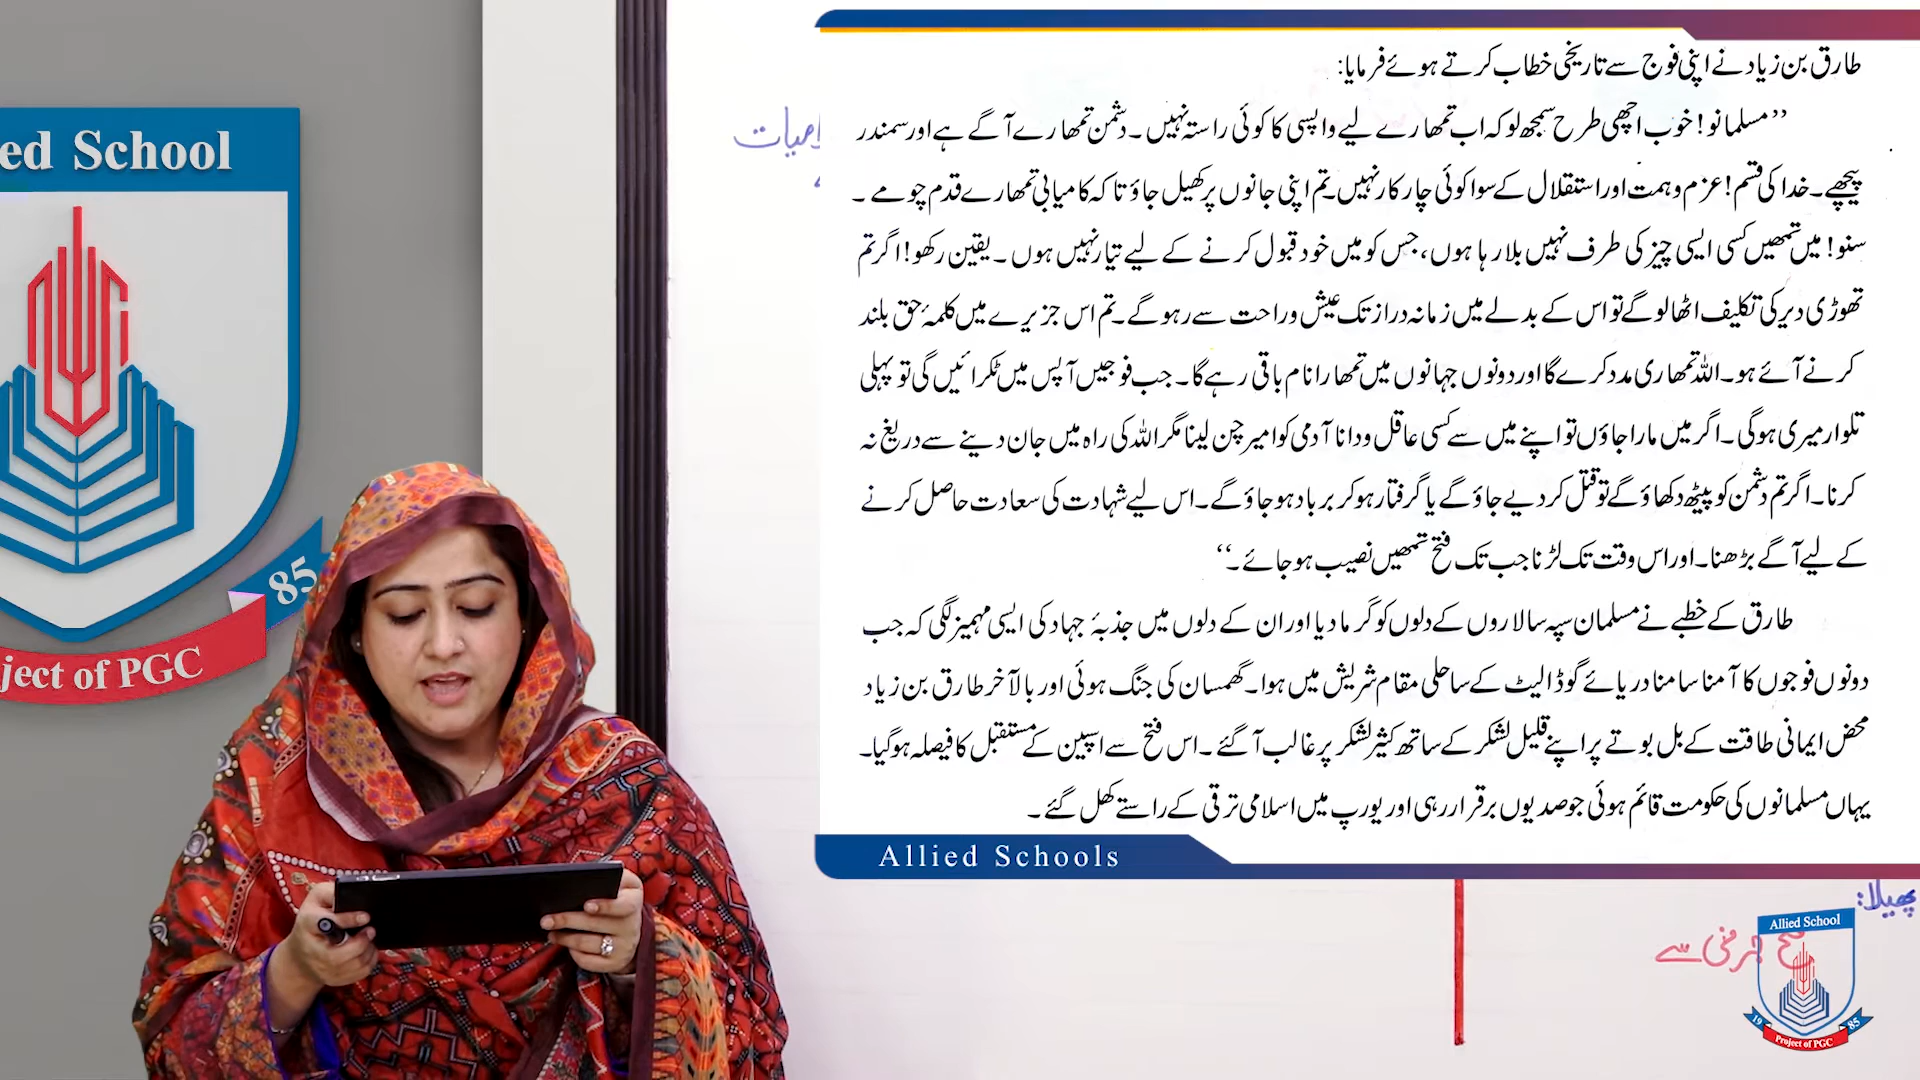 ed School
85
ject of PGC
طارق بن زیاد نے اپنی فوج سے تاریخی خطاب کرتے ہوئے فرمایا:
’’مسلمانو! خوب اچھی طرح سمجھ لو کہ اب تمھارے لیے واپسی کا کوئی راستہ نہیں۔ دشمن تمھارے آگے ہے اور سمندر
پیچھے۔ خدا کی قسم! عزم و ہمت اور استقلال کے سوا کوئی چارکار نہیں۔ تم اپنی جانوں پر کھیل جاؤ تاکہ کامیابی تمھارے قدم چومے۔
سنو! میں تمھیں کسی ایسی چیز کی طرف نہیں بلا رہا ہوں، جس کو میں خود قبول کرنے کے لیے تیار نہیں ہوں۔ یقین رکھو! اگر تم
تھوڑی دیر کی تکلیف اٹھا لو گے تو اس کے بدلے میں زمانہ دراز تک عیش و راحت سے رہو گے۔ تم اس جزیرے میں کلمۂ حق بلند
کرنے آئے ہو۔ اللہ تمھاری مدد کرے گا اور دونوں جہانوں میں تمھارا نام باقی رہے گا۔ جب فوجیں آپس میں ٹکرائیں گی تو پہلی
تلوار میری ہوگی۔ اگر میں مارا جاؤں تو اپنے میں سے کسی عاقل و دانا آدمی کو امیر چن لینا مگر اللہ کی راہ میں جان دینے سے دریغ نہ
کرنا۔ اگر تم دشمن کو پیٹھ دکھاؤ گے تو قتل کر دیے جاؤ گے یا گرفتار ہو کر برباد ہو جاؤ گے۔ اس لیے شہادت کی سعادت حاصل کرنے
کے لیے آگے بڑھنا۔ اور اس وقت تک لڑنا جب تک فتح تمھیں نصیب ہو جائے۔‘‘
طارق کے خطبے نے مسلمان سپہ سالاروں کے دلوں کو گرما دیا اور ان کے دلوں میں جذبۂ جہاد کی ایسی مہمیز لگی کہ جب
دونوں فوجوں کا آمنا سامنا دریائے گوڈالیٹ کے ساحلی مقام شریش میں ہوا۔ گھمسان کی جنگ ہوئی اور بالآخر طارق بن زیاد
محض ایمانی طاقت کے بل بوتے پر اپنے قلیل لشکر کے ساتھ کثیر لشکر پر غالب آ گئے۔ اس فتح سے اسپین کے مستقبل کا فیصلہ ہو گیا۔
یہاں مسلمانوں کی حکومت قائم ہوئی جو صدیوں برقرار رہی اور یورپ میں اسلامی ترقی کے راستے کھل گئے۔
Allied Schools
پھیلا:
سے
Allied School
19 85
Project of PGC